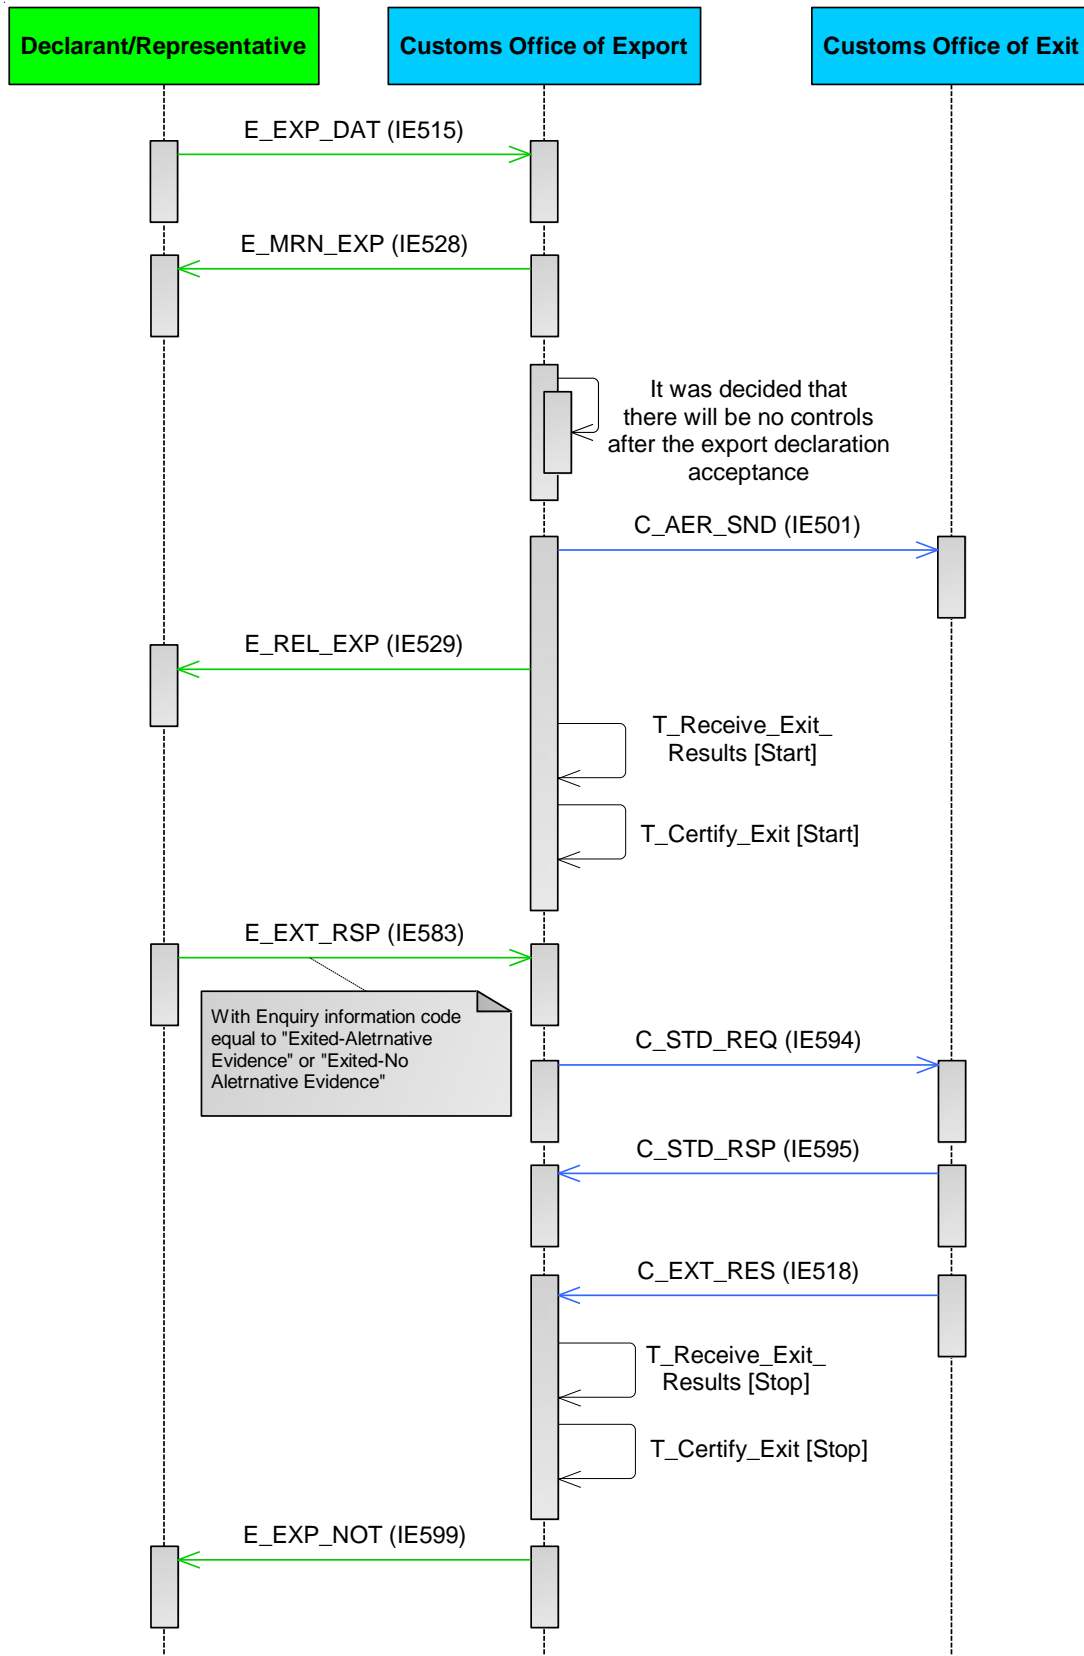 Declarant/Representative
Customs Office of Export
Customs Office of Exit
E_EXP_DAT (IE515)
E_MRN_EXP (IE528)
It was decided that
there will be no controls
after the export declaration
acceptance
C_AER_SND (IE501)
E_REL_EXP (IE529)
T_Receive_Exit_
Results [Start]
T_Certify_Exit [Start]
E_EXT_RSP (IE583)
With Enquiry information code
equal to "Exited-Aletrnative
Evidence" or "Exited-No
Aletrnative Evidence"
C_STD_REQ (IE594)
C_STD_RSP (IE595)
C_EXT_RES (IE518)
T_Receive_Exit_
Results [Stop]
T_Certify_Exit [Stop]
E_EXP_NOT (IE599)